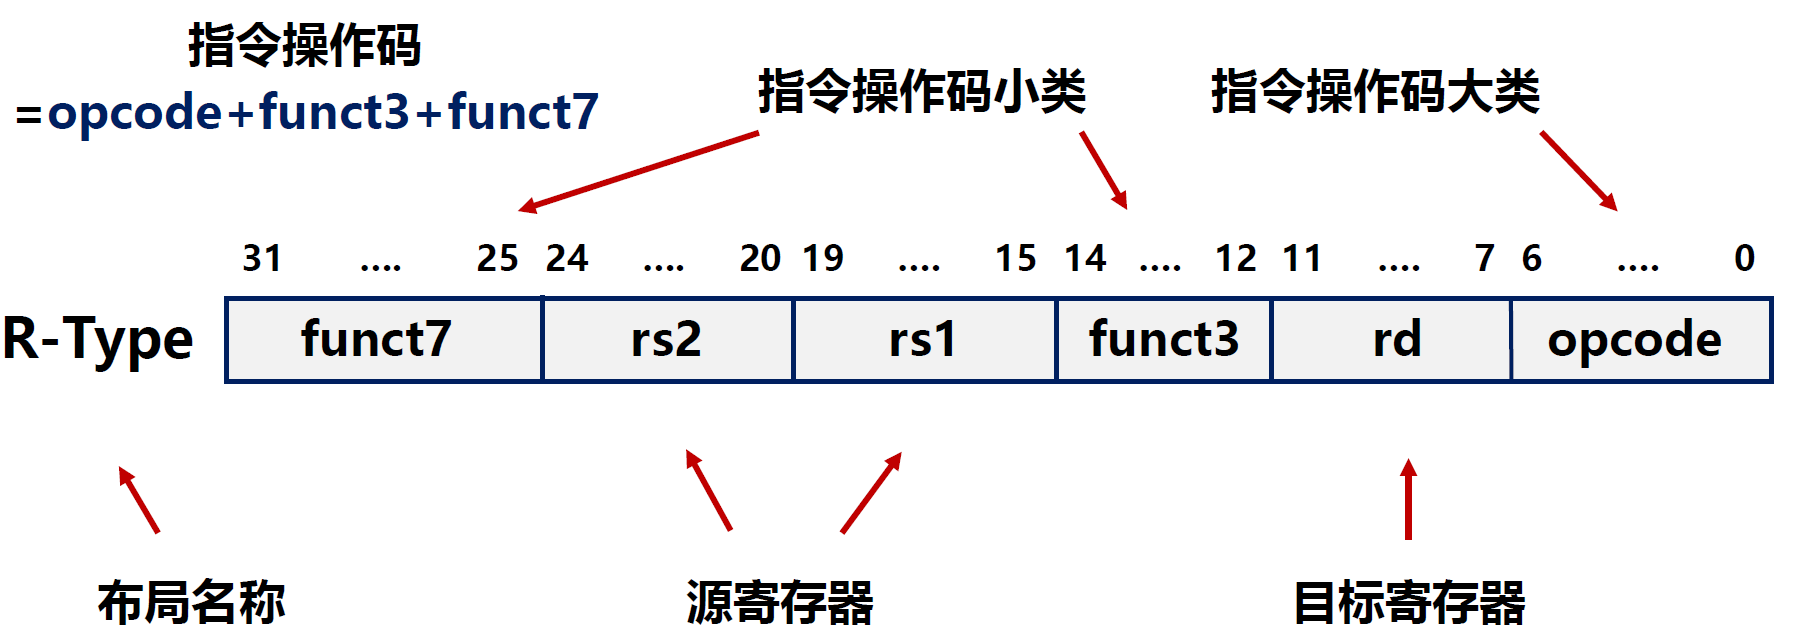 指令操作码
=opcode+funct3+funct7
指令操作码小类
指令操作码大类
31 .... 25 24 .... 20 19 .... 15 14 .... 12 11 .... 7 6 .... 0
R-Type funct7 rs2 rs1 funct3 rd opcode
布局名称
源寄存器
目标寄存器